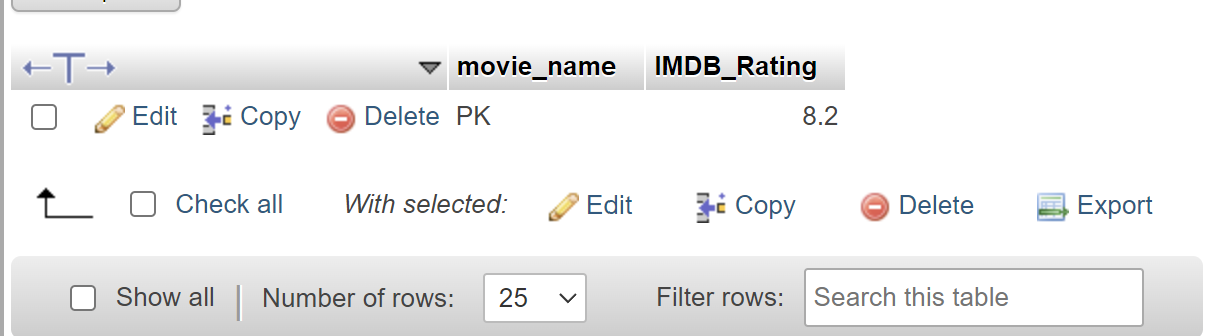 movie_name IMDB_Rating
Edit Copy Delete PK 8.2
Check all With selected: Edit Copy Delete Export
Show all Number of rows: 25 Filter rows: Search this table